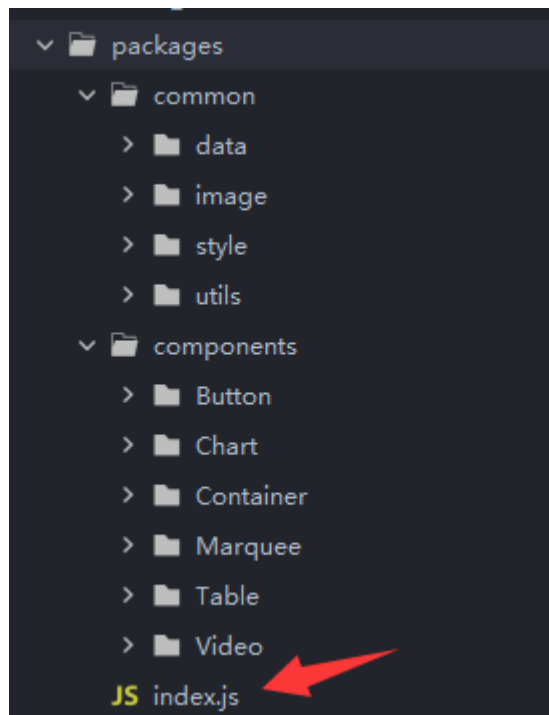 packages
common
data
image
style
utils
components
Button
Chart
Container
Marquee
Table
Video
JS index.js